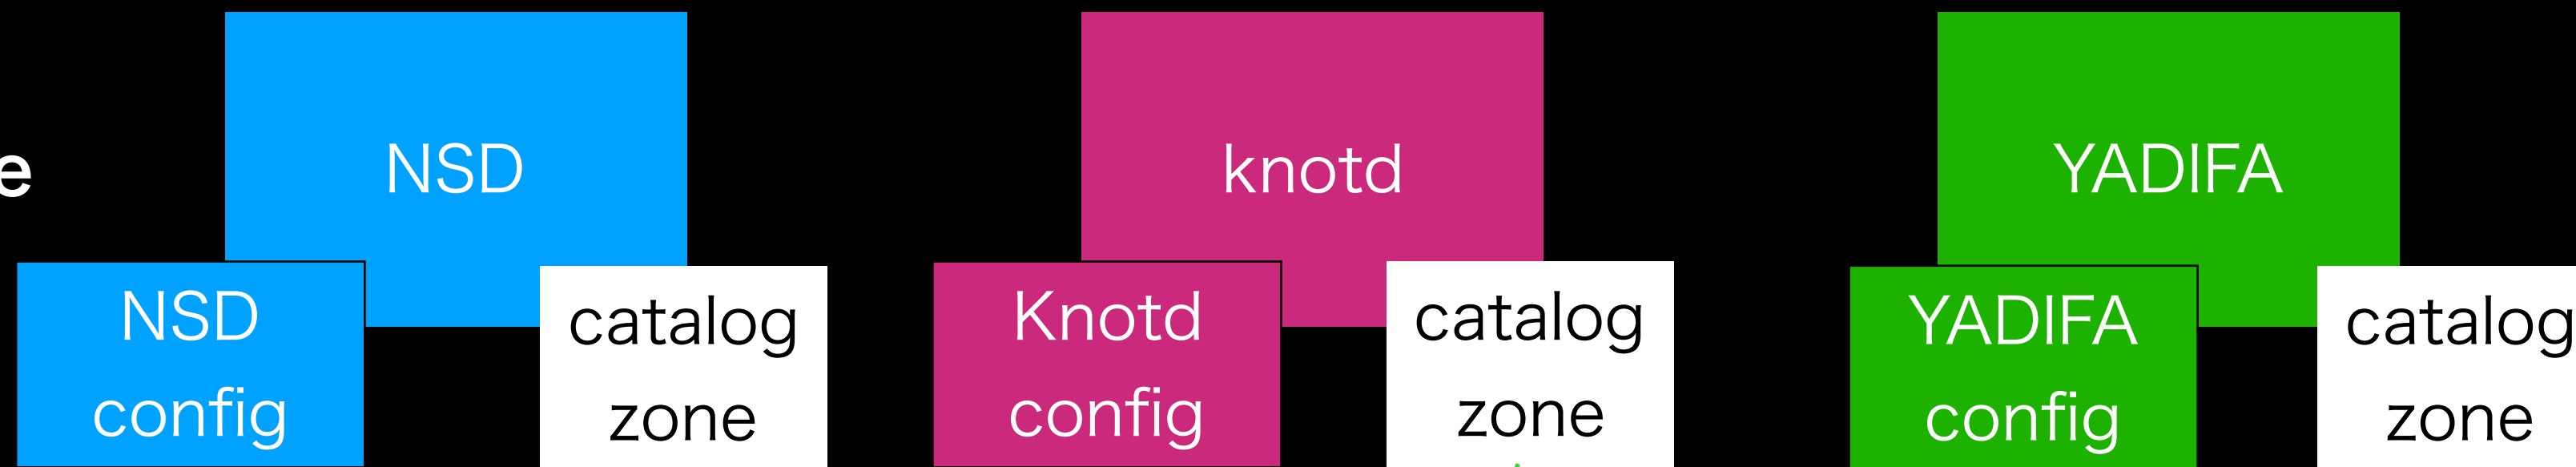 e
NSD
knotd
YADIFA
NSD
config
catalog
zone
Knotd
config
catalog
zone
YADIFA
config
catalog
zone